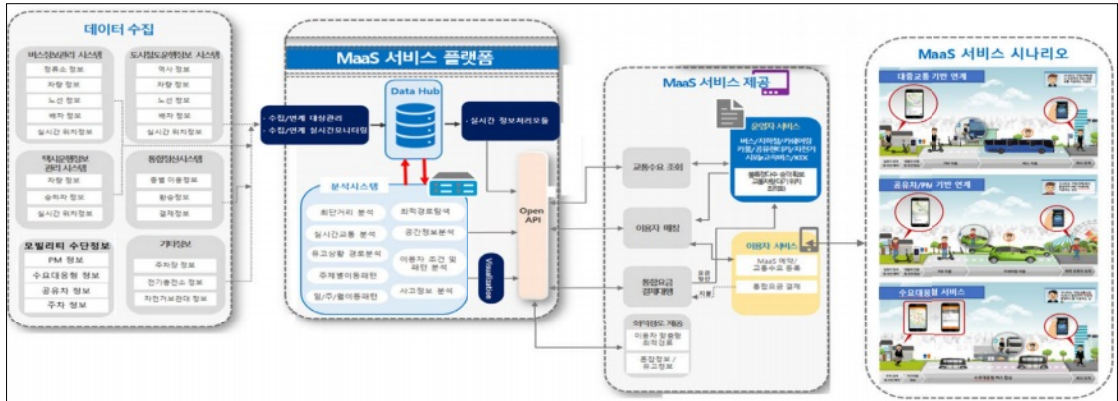 데이터 수집
버스정보관리 시스템
정류소 정보
차량 정보
노선 정보
배차 정보
실시간 위치정보
도시철도운행정보 시스템
역사 정보
차량 정보
노선 정보
배차 정보
실시간 위치정보
택시운행정보
관리 시스템
차량 정보
승하차 정보
실시간 위치정보
통합정산시스템
환승정보
결제정보
모빌리티 수단정보
PM 정보
수요대응형 정보
공유차 정보
주차 정보
기타정보
주차장 정보
전기충전소 정보
자전거보관대 정보
MaaS 서비스 플랫폼
Data Hub
· 수집/연계 대상관리
· 수집/연계 실시간모니터링
· 실시간 정보처리모듈
분석시스템
최단거리 분석
최적경로탐색
실시간교통 분석
공간정보분석
유고상황 경로분석
이용자 조건 및
패턴 분석
주제별이동패턴
일/주/월이동패턴
사고정보 분석
Visualization
Open
API
MaaS 서비스 제공
교통수요 조회
이용자 매칭
통합요금
결제대행
이용자 맞춤형
최적경로
혼잡정보 /
유고정보
운영자 서비스
이용자 서비스
MaaS 예약/
교통수요 등록
통합요금 결제
요금
정산
지불
MaaS 서비스 시나리오
대중교통 기반 연계
공유차/PM 기반 연계
수요대응형 서비스